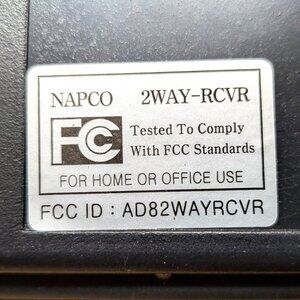 NAPCO 2WAY-RCVR
FC Tested To Comply
With FCC Standards
FOR HOME OR OFFICE USE
FCC ID : AD82WAYRCVR